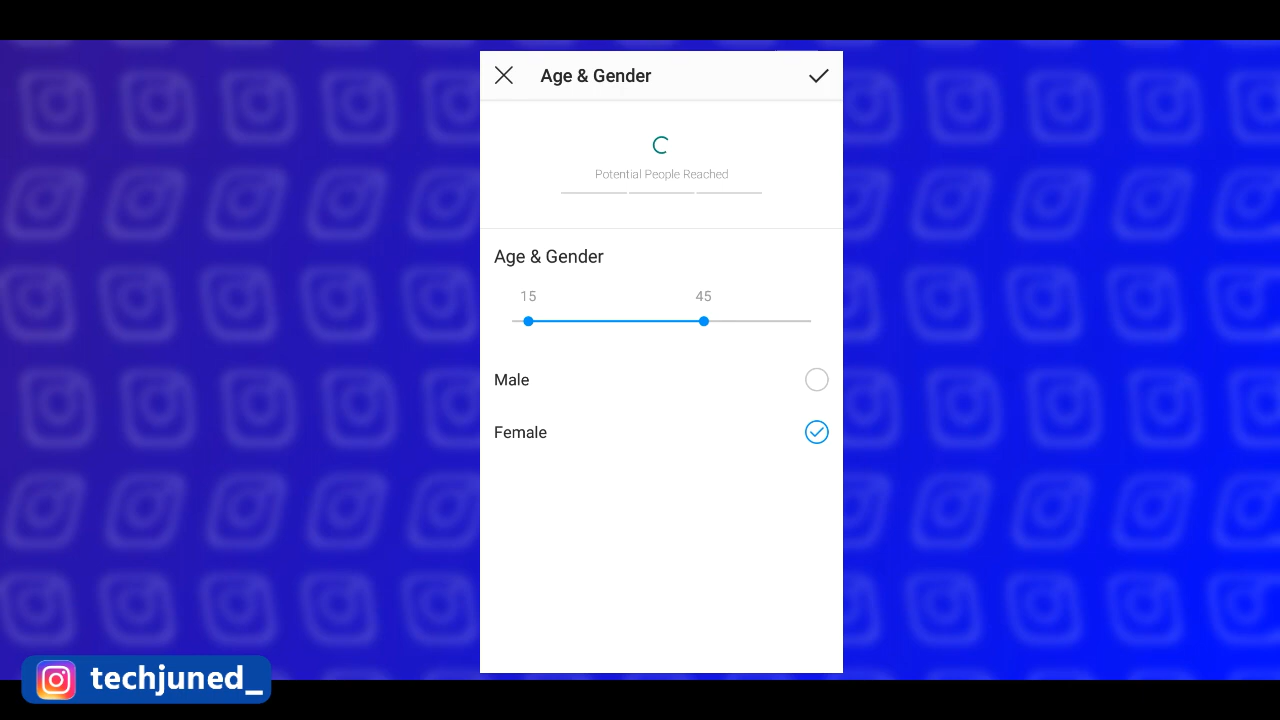 Age & Gender
Potential People Reached
Age & Gender
15 45
Male
Female
techjuned_